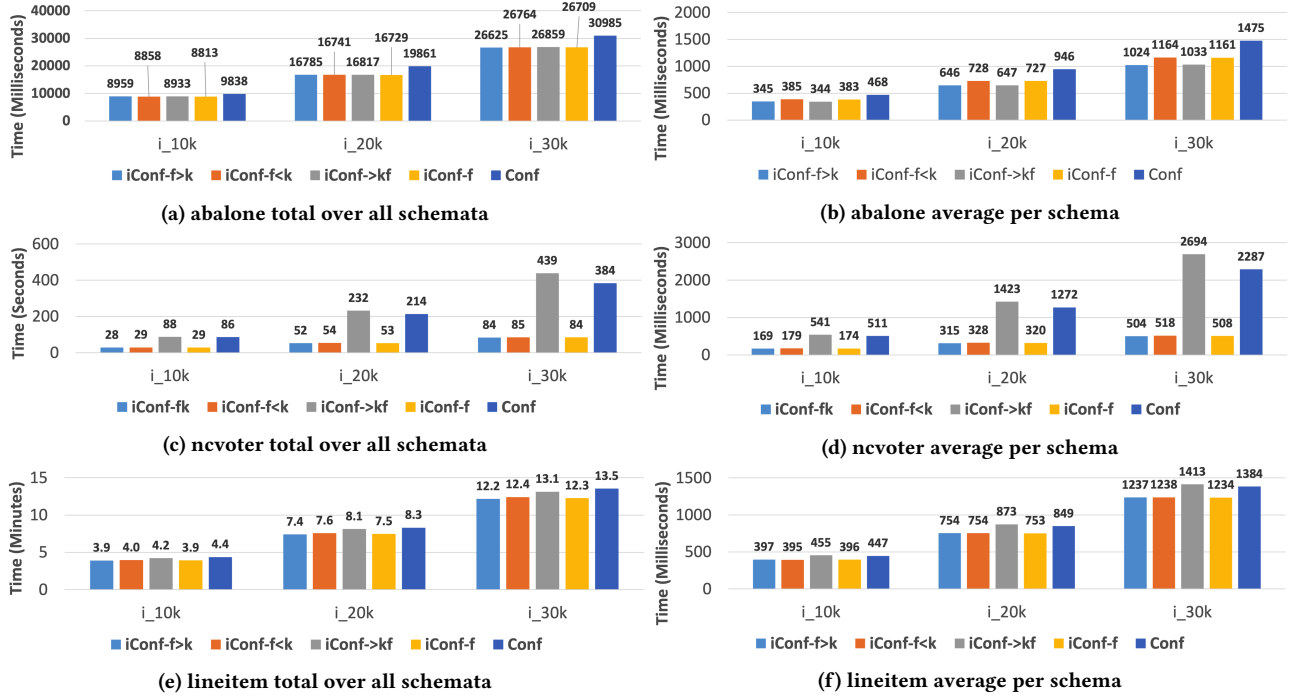 40000
30000
20000
10000
0
Time (Milliseconds)
8959 8858 8933 8813 9838
16785 16741 16817 16729 19861
26625 26764 26859 26709 30985
i_10k i_20k i_30k
iConf-f>k iConf-f<k iConf->kf iConf-f Conf
(a) abalone total over all schemata
2000
1500
1000
500
0
Time (Milliseconds)
345 385 344 383 468
646 728 647 727 946
1024 1164 1033 1161 1475
i_10k i_20k i_30k
iConf-f>k iConf-f<k iConf->kf iConf-f Conf
(b) abalone average per schema
600
400
200
0
Time (Seconds)
28 29 88 29 86
52 54 232 53 214
84 85 439 84 384
i_10k i_20k i_30k
iConf-fk iConf-f<k iConf->kf iConf-f Conf
(c) ncvoter total over all schemata
3000
2000
1000
0
Time (Milliseconds)
169 179 541 174 511
315 328 1423 320 1272
504 518 2694 508 2287
i_10k i_20k i_30k
iConf-f>k iConf-f<k iConf->kf iConf-f Conf
(d) ncvoter average per schema
15
10
5
0
Time (Minutes)
3.9 4.0 4.2 3.9 4.4
7.4 7.6 8.1 7.5 8.3
12.2 12.4 13.1 12.3 13.5
i_10k i_20k i_30k
iConf-f>k iConf-f<k iConf->kf iConf-f Conf
(e) lineitem total over all schemata
1500
1000
500
0
Time (Milliseconds)
397 395 455 396 447
754 754 873 753 849
1237 1238 1413 1234 1384
i_10k i_20k i_30k
iConf-f>k iConf-f<k iConf->kf iConf-f Conf
(f) lineitem average per schema